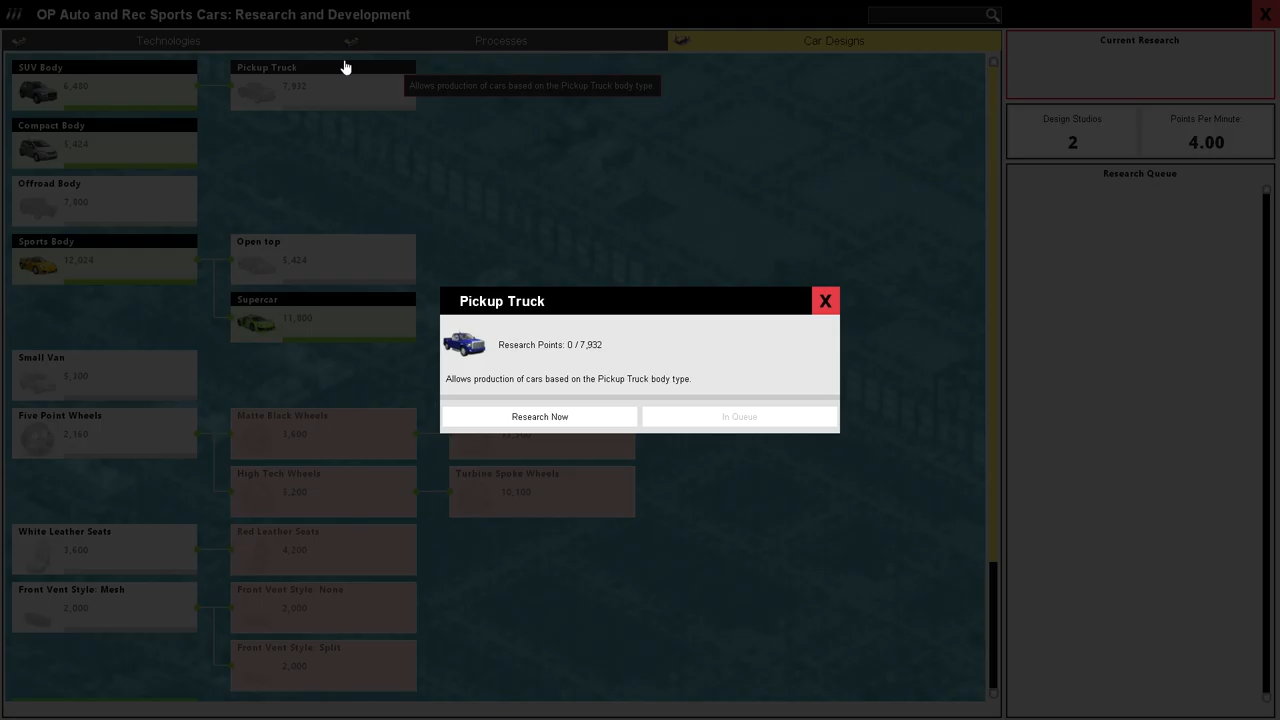 OP Auto and Rec Sports Cars: Research and Development
X
Technologies
Processes
Car Designs
Current Research
SUV Body
6,480
Pickup Truck
7,932
Allows production of cars based on the Pickup Truck body type.
Design Studios
2
Points Per Minute:
4.00
Compact Body
5,424
Research Queue
Offroad Body
7,800
Sports Body
12,024
Open top
5,424
Supercar
11,800
Pickup Truck
X
Research Points: 0 / 7,932
Allows production of cars based on the Pickup Truck body type.
Research Now
In Queue
Small Van
5,300
Five Point Wheels
2,160
Matte Black Wheels
1,600
High Tech Wheels
3,200
Turbine Spoke Wheels
10,100
White Leather Seats
3,600
Red Leather Seats
4,200
Front Vent Style: Mesh
2,000
Front Vent Style: None
2,000
Front Vent Style: Split
2,000